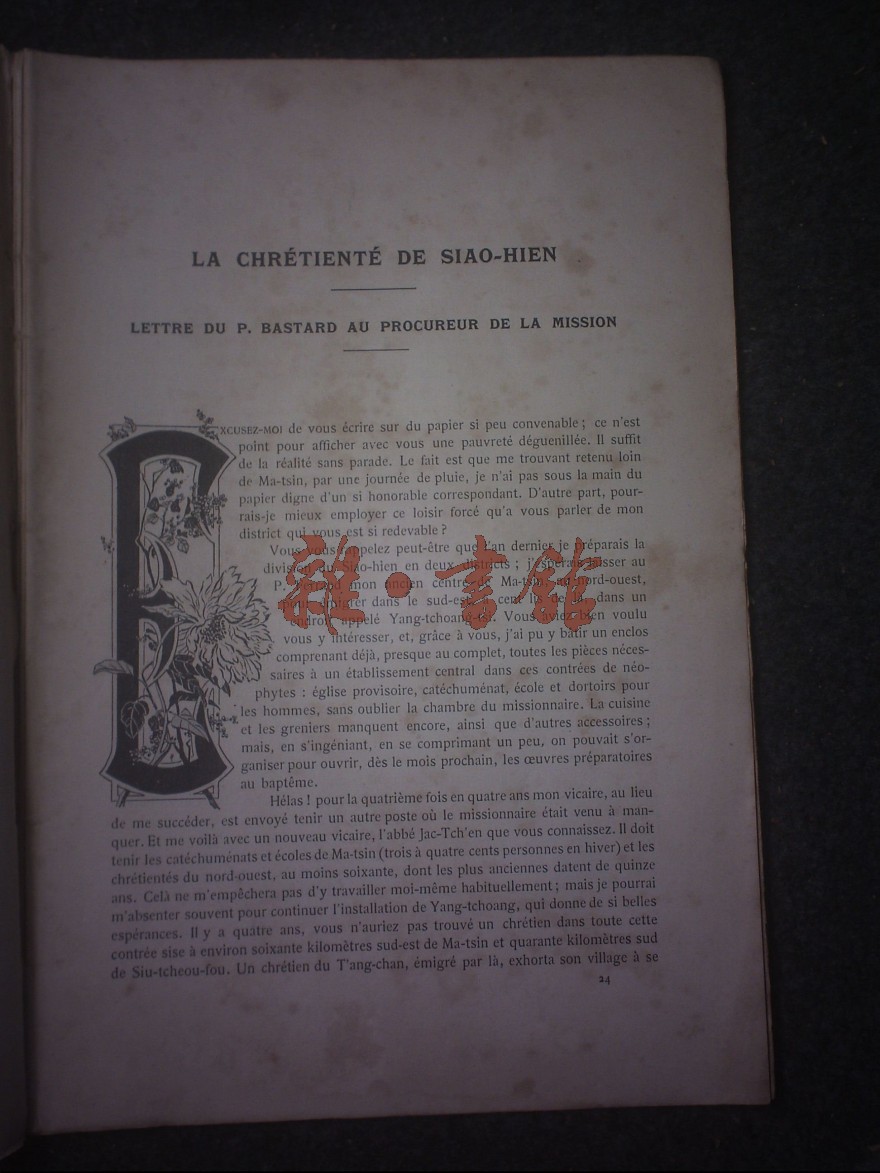 LA CHRÉTIENTÉ DE SIAO-HIEN
LETTRE DU P. BASTARD AU PROCUREUR DE LA MISSION
EXCUSEZ-MOI de vous écrire sur du papier si peu convenable ; ce n'est
point pour afficher avec vous une pauvreté déguenillée. Il suffit
de la réalité sans parade. Le fait est que me trouvant retenu loin
de Ma-tsin, par une journée de pluie, je n'ai pas sous la main du
papier digne d'un si honorable correspondant. D'autre part, pour-
rais-je mieux employer ce loisir forcé qu'a vous parler de mon
district qui vous est si redevable ?
Vous vous rappelez peut-être que l'an dernier je préparais la
division du Siao-hien en deux districts ; j'espérais laisser au
P. mon ancien centre de Ma-tsin, au nord-ouest,
pour émigrer dans le sud-est, à cent lis de là, dans un
endroit appelé Yang-tchoang-tsi. Vous aviez bien voulu
vous y intéresser, et, grâce à vous, j'ai pu y bâtir un enclos
comprenant déjà, presque au complet, toutes les pièces néces-
saires à un établissement central dans ces contrées de néo-
phytes : église provisoire, catéchuménat, école et dortoirs pour
les hommes, sans oublier la chambre du missionnaire. La cuisine
et les greniers manquent encore, ainsi que d'autres accessoires ;
mais, en s'ingéniant, en se comprimant un peu, on pouvait s'or-
ganiser pour ouvrir, dès le mois prochain, les œuvres préparatoires
au baptême.
Hélas ! pour la quatrième fois en quatre ans mon vicaire, au lieu
de me succéder, est envoyé tenir un autre poste où le missionnaire était venu à man-
quer. Et me voilà avec un nouveau vicaire, l'abbé Jac-Tch'en que vous connaissez. Il doit
tenir les catéchuménats et écoles de Ma-tsin (trois à quatre cents personnes en hiver) et les
chrétientés du nord-ouest, au moins soixante, dont les plus anciennes datent de quinze
ans. Celà ne m'empêchera pas d'y travailler moi-même habituellement ; mais je pourrai
m'absenter souvent pour continuer l'installation de Yang-tchoang, qui donne de si belles
espérances. Il y a quatre ans, vous n'auriez pas trouvé un chrétien dans toute cette
contrée sise à environ soixante kilomètres sud-est de Ma-tsin et quarante kilomètres sud
de Siu-tcheou-fou. Un chrétien du T'ang-chan, émigré par là, exhorta son village à se
24
雜·書館